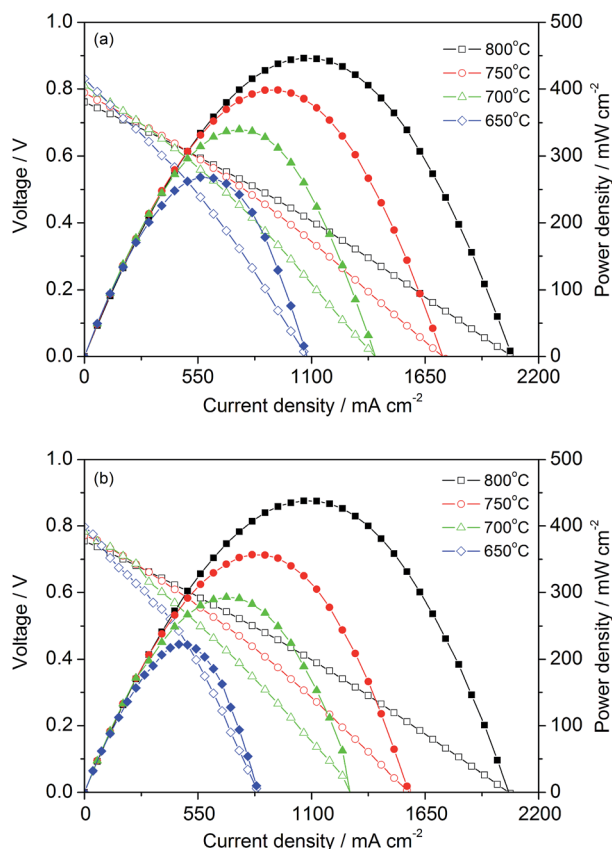 (a)
800°C
750°C
700°C
650°C
1.0
0.8
0.6
0.4
0.2
0.0
Voltage / V
500
400
300
200
100
0
Power density / mW cm-2
0 550 1100 1650 2200
Current density / mA cm-2
(b)
800°C
750°C
700°C
650°C
1.0
0.8
0.6
0.4
0.2
0.0
Voltage / V
500
400
300
200
100
0
Power density / mW cm-2
0 550 1100 1650 2200
Current density / mA cm-2